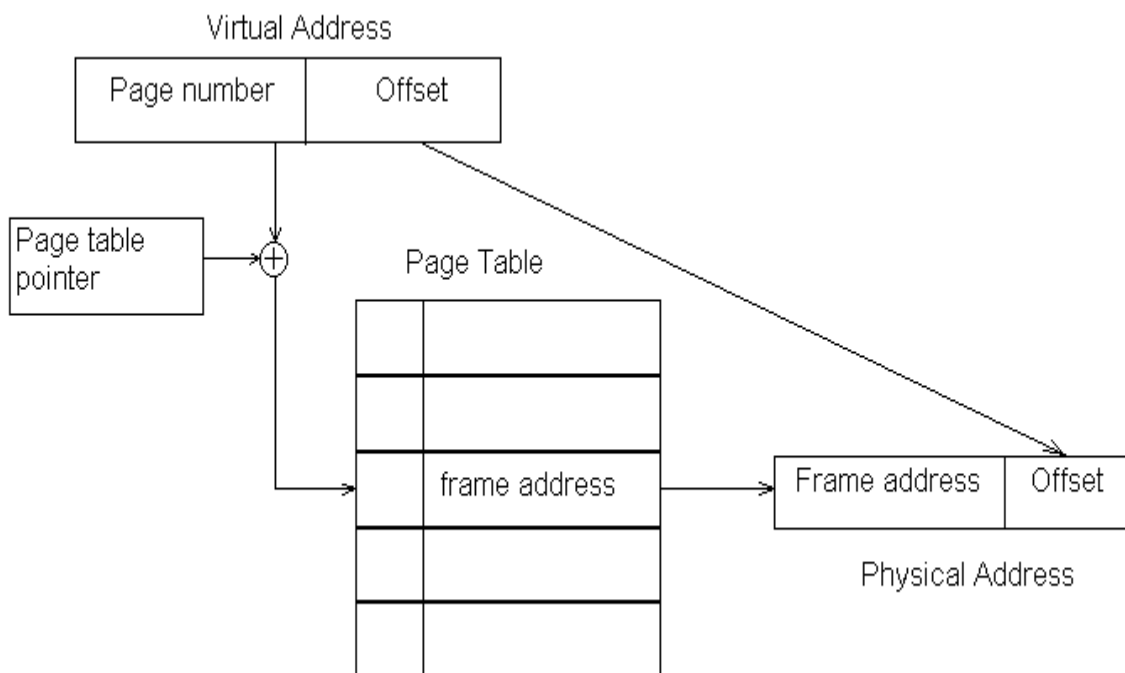 Virtual Address
Page number
Offset
Page table
pointer
Page Table
frame address
Frame address
Offset
Physical Address